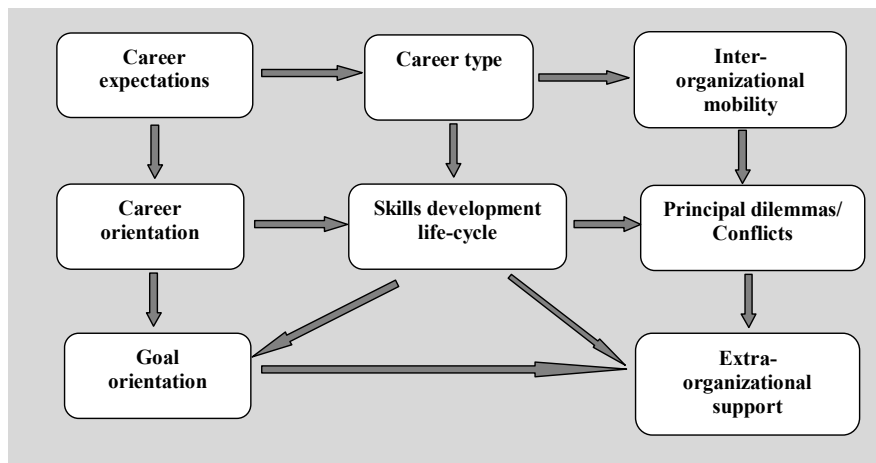 Career
expectations
Career type
Inter-
organizational
mobility
Career
orientation
Skills development
life-cycle
Principal dilemmas/
Conflicts
Goal
orientation
Extra-
organizational
support